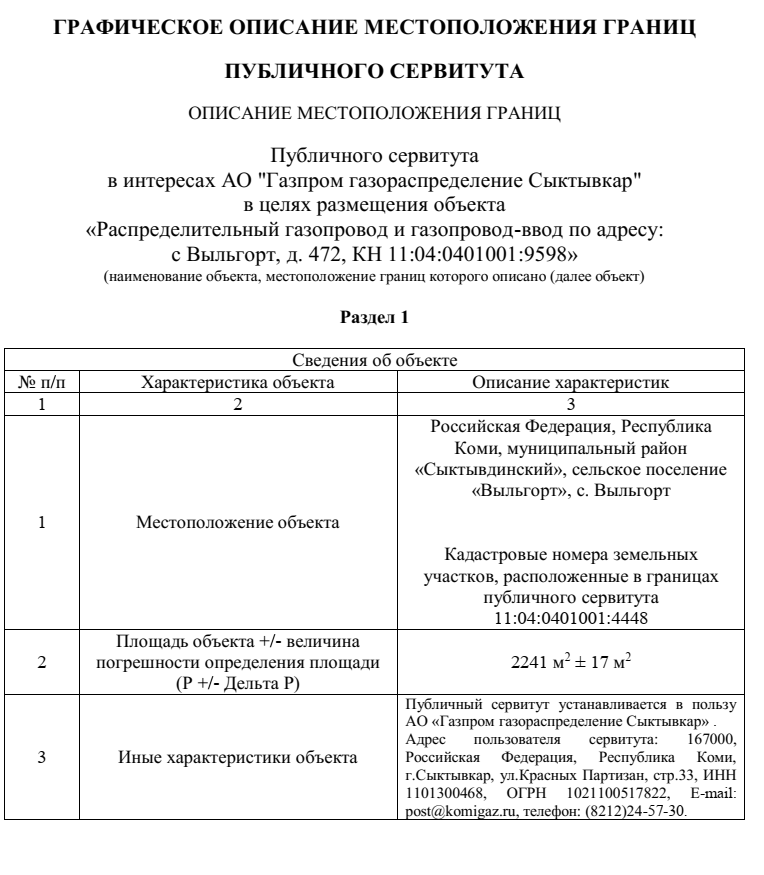 ГРАФИЧЕСКОЕ ОПИСАНИЕ МЕСТОПОЛОЖЕНИЯ ГРАНИЦ
ПУБЛИЧНОГО СЕРВИТУТА
ОПИСАНИЕ МЕСТОПОЛОЖЕНИЯ ГРАНИЦ
Публичного сервитута
в интересах АО "Газпром газораспределение Сыктывкар"
в целях размещения объекта
«Распределительный газопровод и газопровод-ввод по адресу:
с Выльгорт, д. 472, КН 11:04:0401001:9598»
(наименование объекта, местоположение границ которого описано (далее объект)
Раздел 1
Сведения об объекте
№ п/п Характеристика объекта Описание характеристик
1 2 3
1 Местоположение объекта
Российская Федерация, Республика
Коми, муниципальный район
«Сыктывдинский», сельское поселение
«Выльгорт», с. Выльгорт
Кадастровые номера земельных
участков, расположенные в границах
публичного сервитута
11:04:0401001:4448
2
Площадь объекта +/- величина
погрешности определения площади
(Р +/- Дельта Р)
2241 м² ± 17 м²
3 Иные характеристики объекта
Публичный сервитут устанавливается в пользу
АО «Газпром газораспределение Сыктывкар» .
Адрес пользователя сервитута: 167000,
Российская Федерация, Республика Коми,
г.Сыктывкар, ул.Красных Партизан, стр.33, ИНН
1101300468, ОГРН 1021100517822, E-mail:
post@komigaz.ru, телефон: (8212)24-57-30.